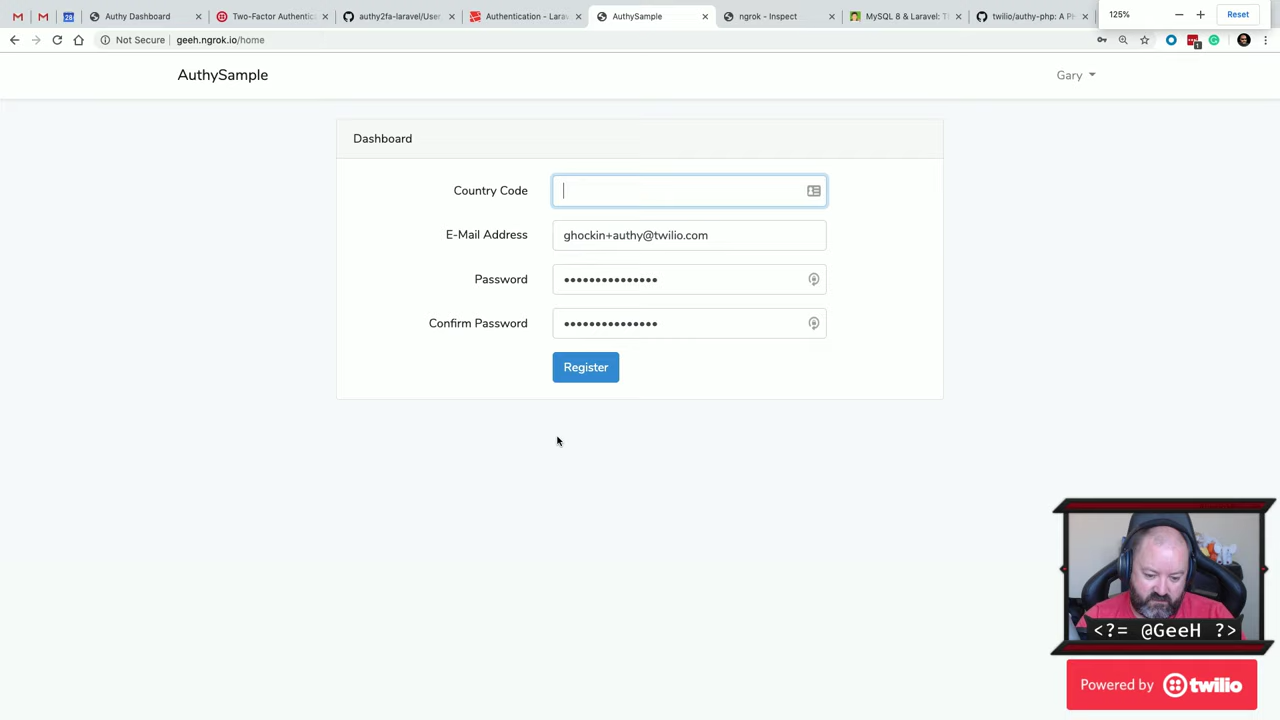 Authy Dashboard
Two-Factor Authentic
authy2fa-laravel/User
Authentication - Larav
AuthySample
ngrok - Inspect
MySQL 8 & Laravel: T
twilio/authy-php: A P
125%
Reset
Not Secure
geeh.ngrok.io/home
1
AuthySample
Gary
Dashboard
Country Code
E-Mail Address
ghockin+authy@twilio.com
Password
•••••••••••••••
Confirm Password
•••••••••••••••
Register
<?= @GeeH ?>
Powered by twilio